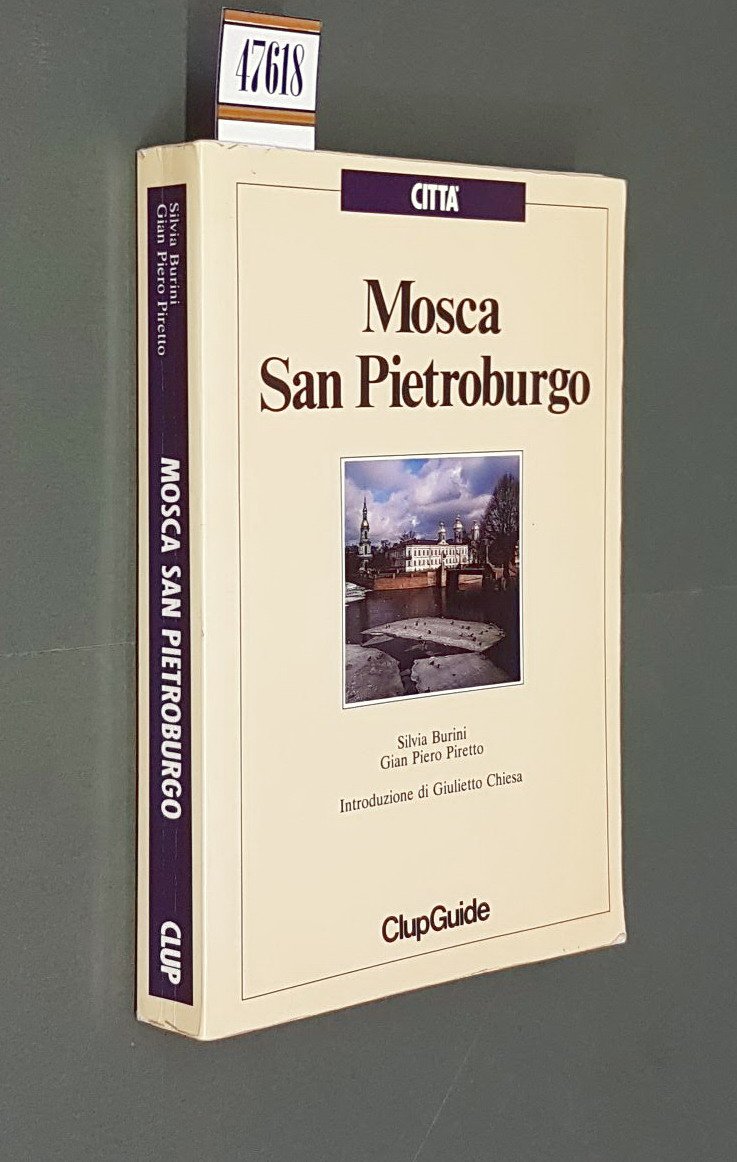 47618
CITTÀ
Mosca
San Pietroburgo
Silvia Burini
Gian Piero Piretto
Introduzione di Giulietto Chiesa
ClupGuide
Silvia Burini
Gian Piero Piretto
MOSCA SAN PIETROBURGO
CLUP